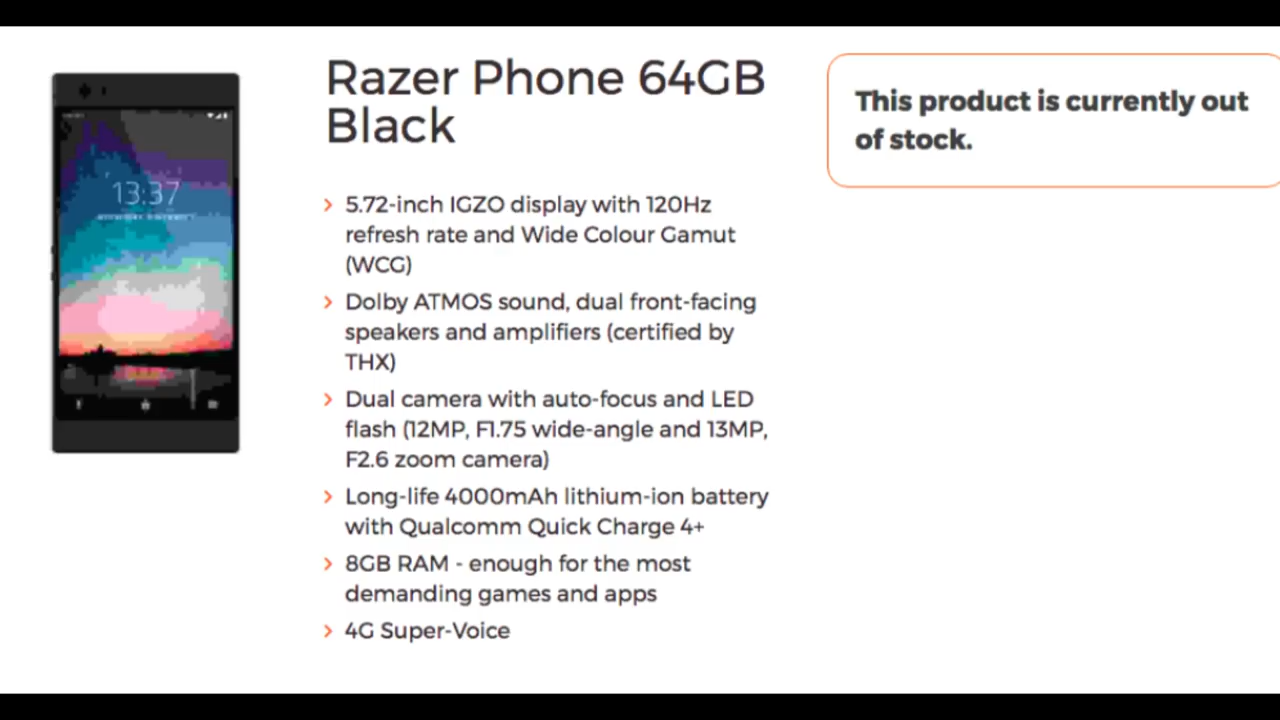 Razer Phone 64GB
Black
This product is currently out
of stock.
13:37
5.72-inch IGZO display with 120Hz
refresh rate and Wide Colour Gamut
(WCG)
Dolby ATMOS sound, dual front-facing
speakers and amplifiers (certified by
THX)
Dual camera with auto-focus and LED
flash (12MP, F1.75 wide-angle and 13MP,
F2.6 zoom camera)
Long-life 4000mAh lithium-ion battery
with Qualcomm Quick Charge 4+
8GB RAM - enough for the most
demanding games and apps
4G Super-Voice